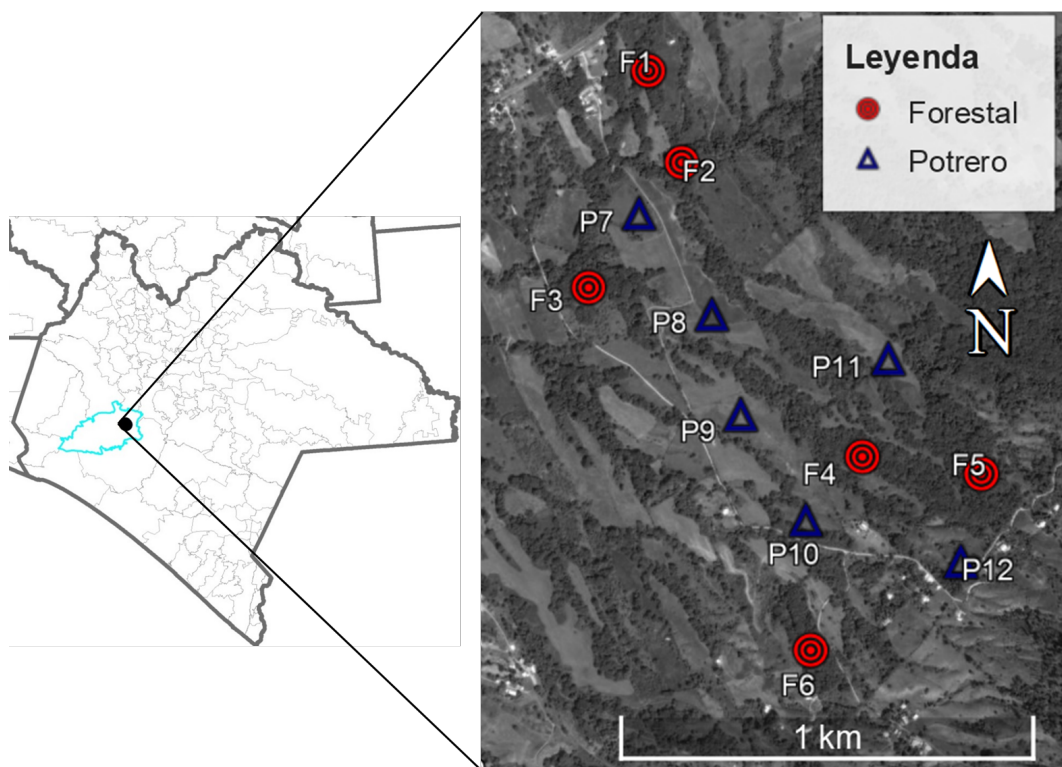 Leyenda
Forestal
Potrero
F1
F2
P7
F3
P8
P11
P9
F4
F5
P10
P12
F6
N
1 km